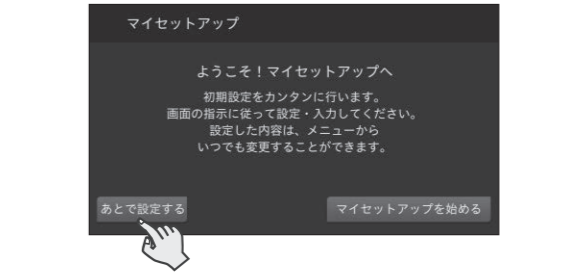 マイセットアップ
ようこそ！マイセットアップへ
初期設定をカンタンに行います。
画面の指示に従って設定・入力してください。
設定した内容は、メニューから
いつでも変更することができます。
あとで設定する
マイセットアップを始める